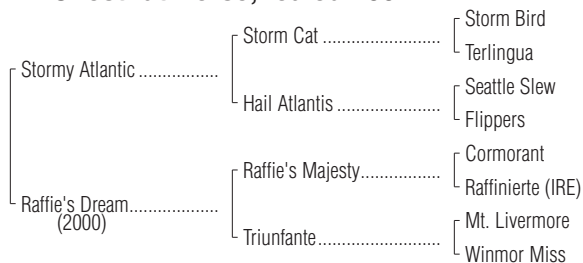 Storm Bird
Storm Cat ........................
Terlingua
Stormy Atlantic ................
Seattle Slew
Hail Atlantis .....................
Flippers
Cormorant
Raffie's Majesty................
Raffinierte (IRE)
Raffie's Dream..................
(2000)
Mt. Livermore
Triunfante.........................
Winmor Miss